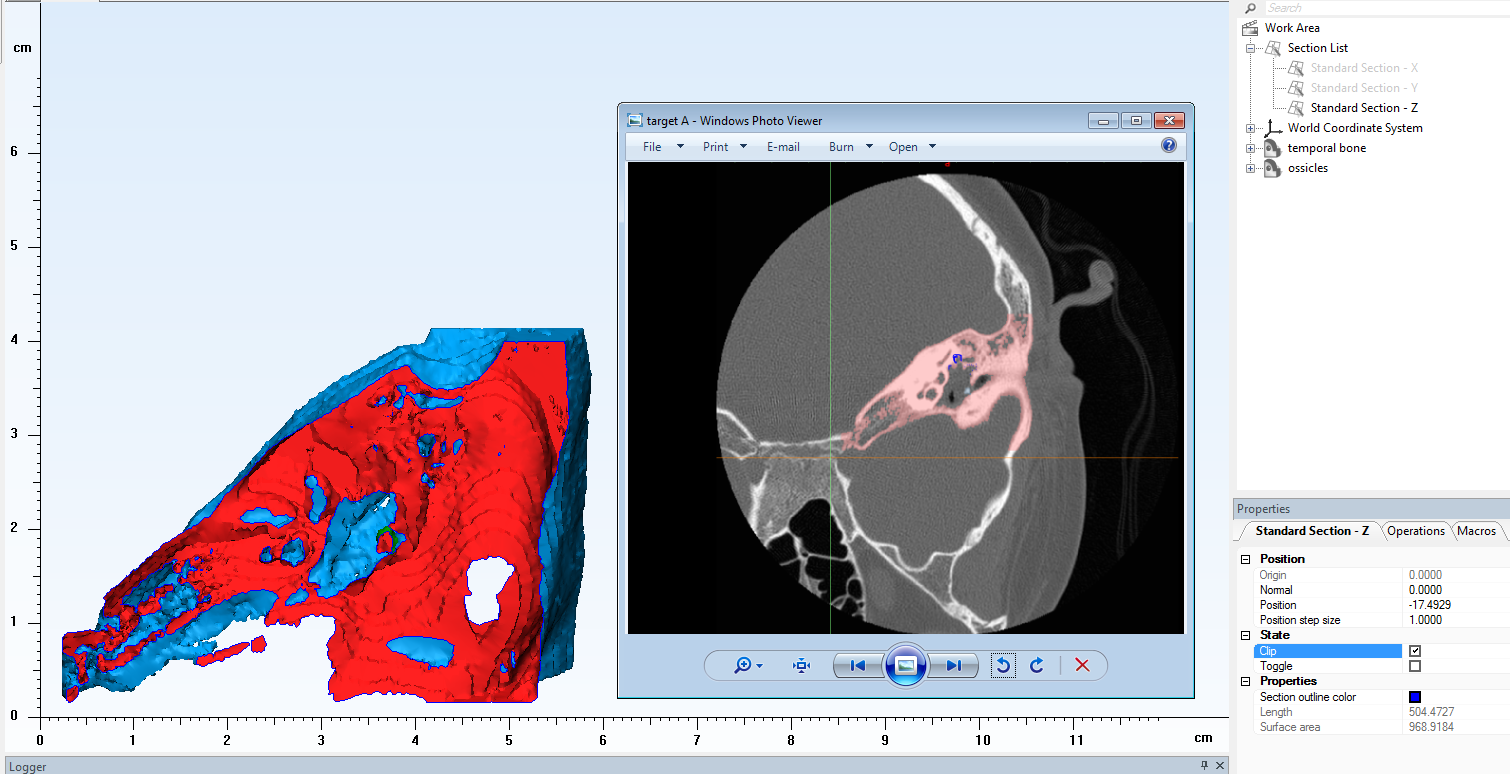 cm
6
5
4
3
2
1
0
0 1 2 3 4 5 6 7 8 9 10 11 cm
Logger
target A - Windows Photo Viewer
File Print E-mail Burn Open
Search
Work Area
Section List
Standard Section - X
Standard Section - Y
Standard Section - Z
World Coordinate System
temporal bone
ossicles
Properties
Standard Section - Z Operations Macros
Position
Origin 0.0000
Normal 0.0000
Position -17.4929
Position step size 1.0000
State
Clip
Toggle
Properties
Section outline color
Length 504.4727
Surface area 968.9184